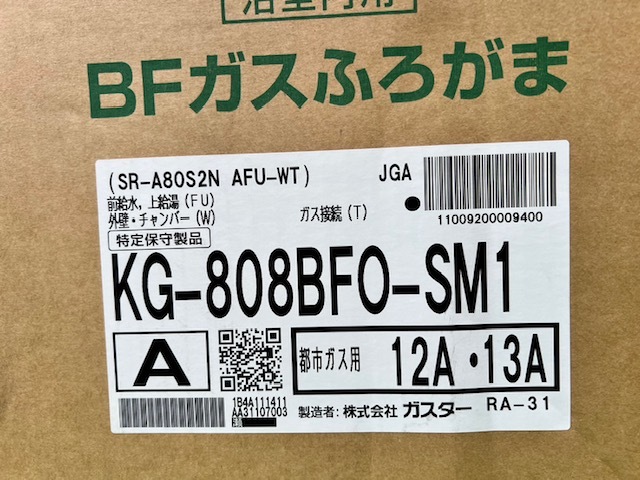 浴室内用
BFガスふろがま
(SR-A80S2N AFU-WT)
JGA
前給水,上給湯(FU)
外壁・チャンバー(W)
ガス接続(T)
11009200009400
特定保守製品
KG-808BFO-SM1
A
都市ガス用
12A・13A
1B4A111411
AA31107003
製造者:株式会社 ガスター RA-31